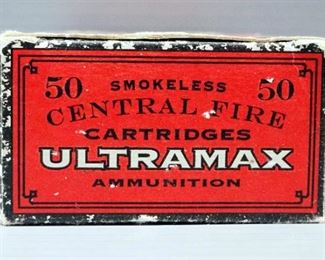 50 SMOKELESS 50
CENTRAL FIRE
CARTRIDGES
ULTRAMAX
AMMUNITION